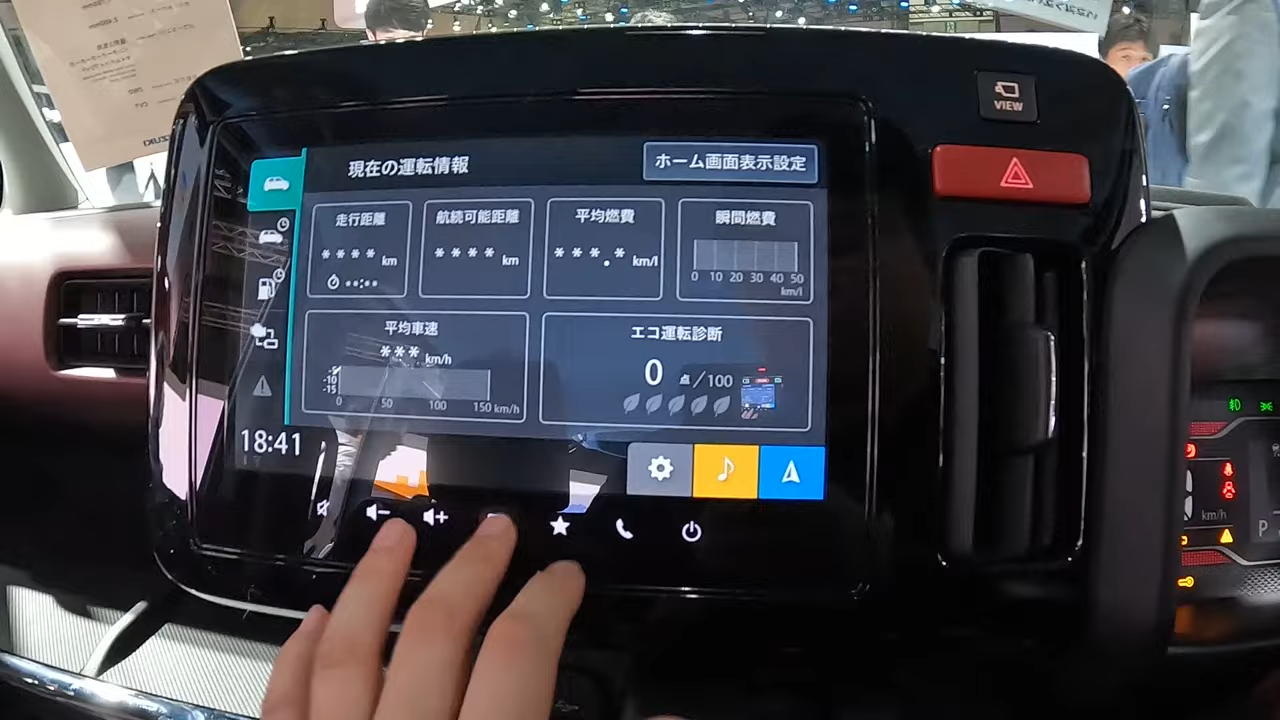 SUZUKI
VIEW
現在の運転情報
ホーム画面表示設定
走行距離
**** km
--:--
航続可能距離
**** km
平均燃費
***.* km/l
瞬間燃費
0 10 20 30 40 50
km/l
平均車速
*** km/h
-5
-10
-15
0 50 100 150 km/h
エコ運転診断
0 点/100
18:41
km/h
P